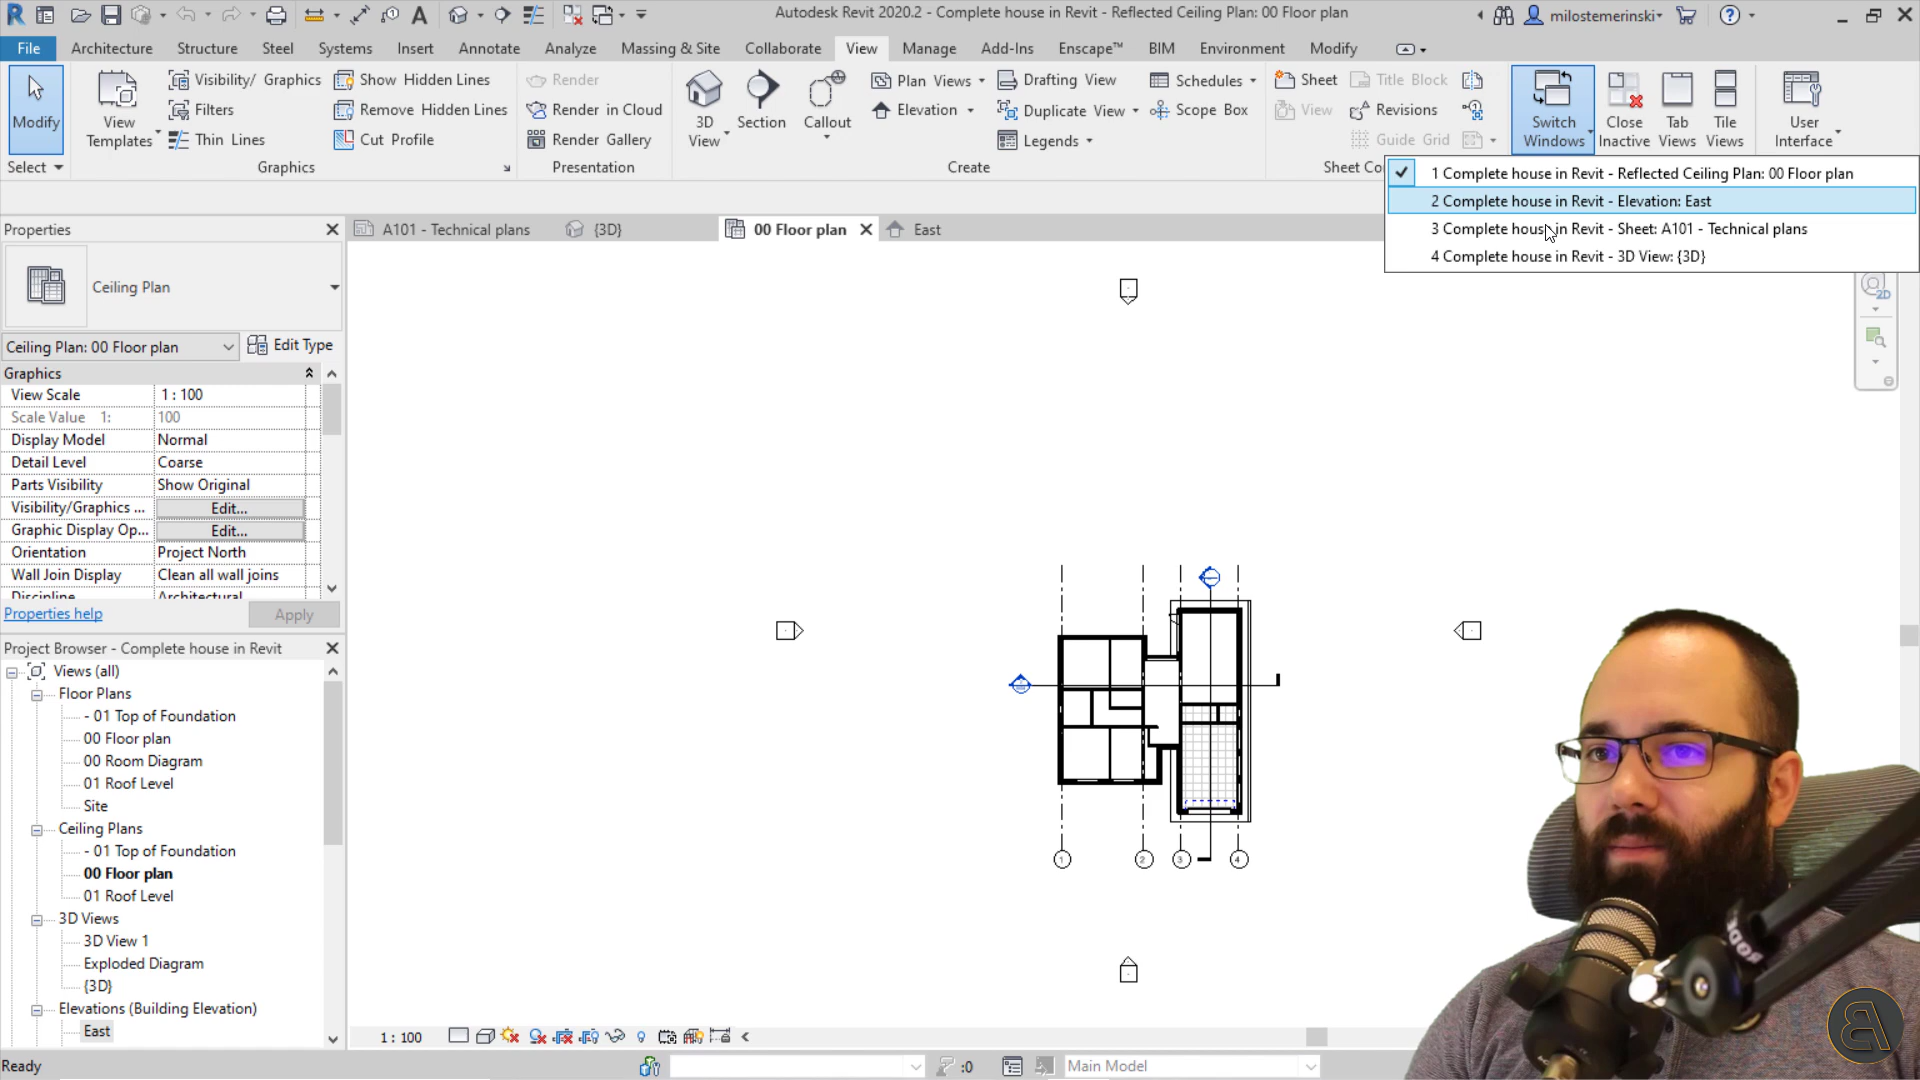 Autodesk Revit 2020.2 - Complete house in Revit - Reflected Ceiling Plan: 00 Floor plan
milostemerinski
File Architecture Structure Steel Systems Insert Annotate Analyze Massing & Site Collaborate View Manage Add-Ins Enscape™ BIM Environment Modify
Modify
View Templates
Visibility/ Graphics
Filters
Thin Lines
Show Hidden Lines
Remove Hidden Lines
Cut Profile
Render
Render in Cloud
Render Gallery
3D View
Section
Callout
Plan Views
Elevation
Drafting View
Duplicate View
Legends
Schedules
Scope Box
Sheet
View
Title Block
Revisions
Guide Grid
Switch Windows
Close Inactive
Tab Views
Tile Views
User Interface
Select Graphics Presentation Create Sheet Co
1 Complete house in Revit - Reflected Ceiling Plan: 00 Floor plan
2 Complete house in Revit - Elevation: East
3 Complete house in Revit - Sheet: A101 - Technical plans
4 Complete house in Revit - 3D View: {3D}
Properties
A101 - Technical plans {3D} 00 Floor plan East
Ceiling Plan
Ceiling Plan: 00 Floor plan Edit Type
Graphics
View Scale 1 : 100
Scale Value 1: 100
Display Model Normal
Detail Level Coarse
Parts Visibility Show Original
Visibility/Graphics ... Edit...
Graphic Display Op... Edit...
Orientation Project North
Wall Join Display Clean all wall joins
Discipline Architectural
Properties help Apply
Project Browser - Complete house in Revit
Views (all)
Floor Plans
- 01 Top of Foundation
00 Floor plan
00 Room Diagram
01 Roof Level
Site
Ceiling Plans
- 01 Top of Foundation
00 Floor plan
01 Roof Level
3D Views
3D View 1
Exploded Diagram
{3D}
Elevations (Building Elevation)
East
2D
1 2 3 4
RODE
1 : 100
Ready
:0
Main Model